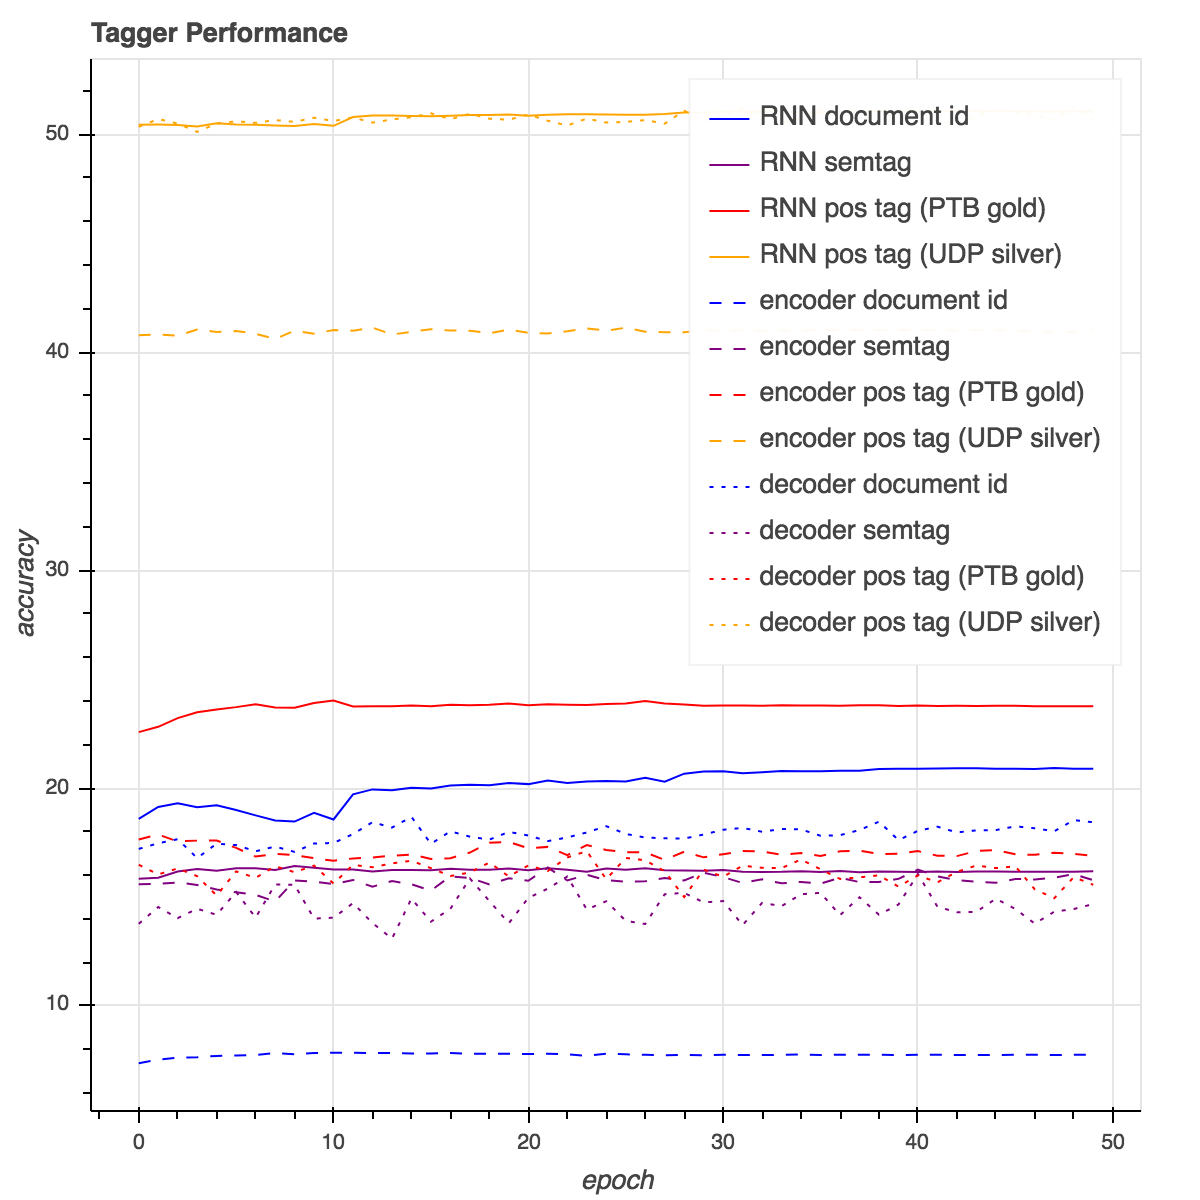 Tagger Performance
RNN document id
RNN semtag
RNN pos tag (PTB gold)
RNN pos tag (UDP silver)
encoder document id
encoder semtag
encoder pos tag (PTB gold)
encoder pos tag (UDP silver)
decoder document id
decoder semtag
decoder pos tag (PTB gold)
decoder pos tag (UDP silver)
accuracy
50
40
30
20
10
0 10 20 30 40 50
epoch